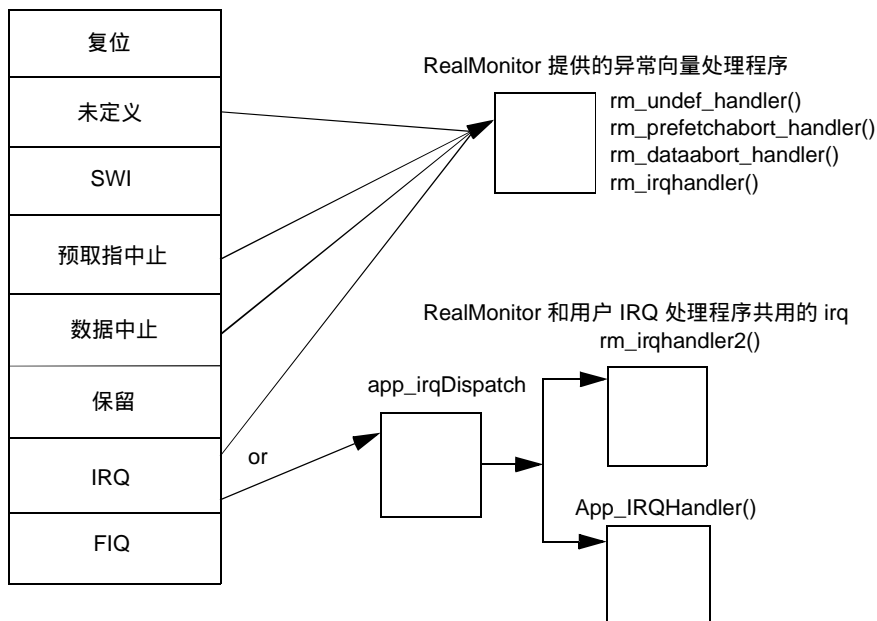 复位
未定义
SWI
预取指中止
数据中止
保留
IRQ
FIQ
RealMonitor 提供的异常向量处理程序
rm_undef_handler()
rm_prefetchabort_handler()
rm_dataabort_handler()
rm_irqhandler()
RealMonitor 和用户 IRQ 处理程序共用的 irq
rm_irqhandler2()
app_irqDispatch
or
App_IRQHandler()